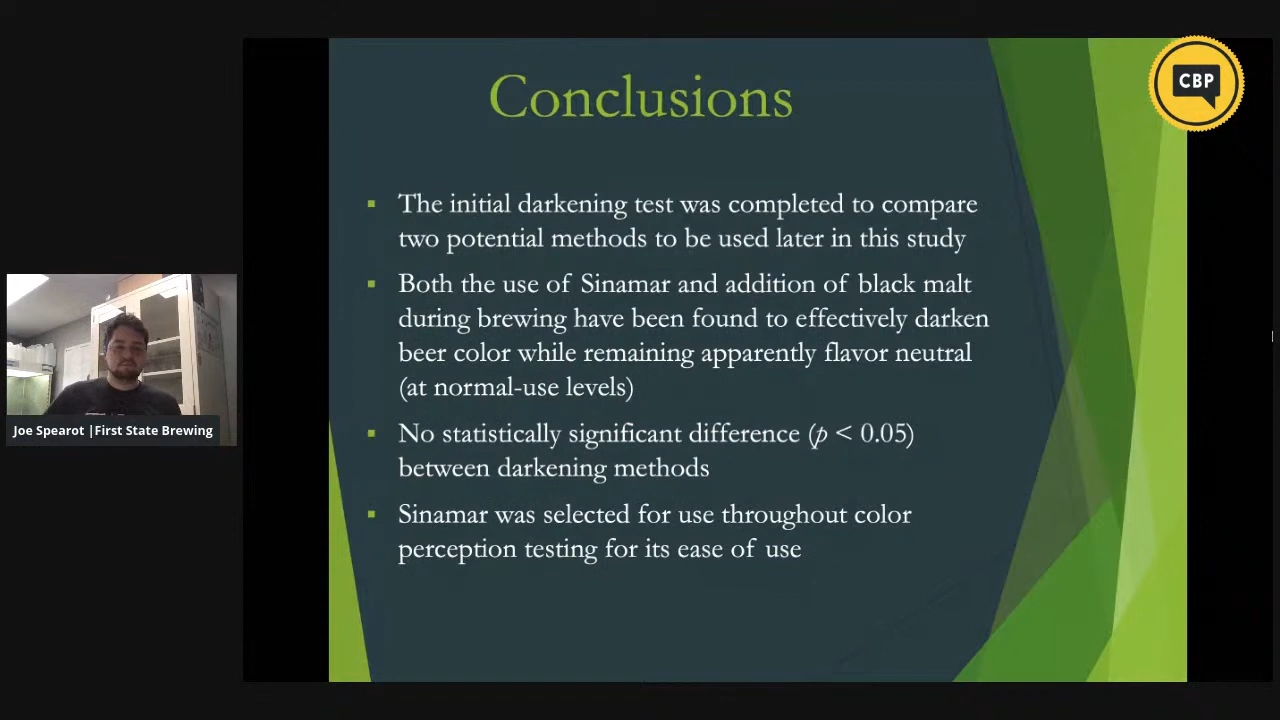 Conclusions
CBP
▪ The initial darkening test was completed to compare
two potential methods to be used later in this study
▪ Both the use of Sinamar and addition of black malt
during brewing have been found to effectively darken
beer color while remaining apparently flavor neutral
(at normal-use levels)
▪ No statistically significant difference (p < 0.05)
between darkening methods
▪ Sinamar was selected for use throughout color
perception testing for its ease of use
Joe Spearot |First State Brewing